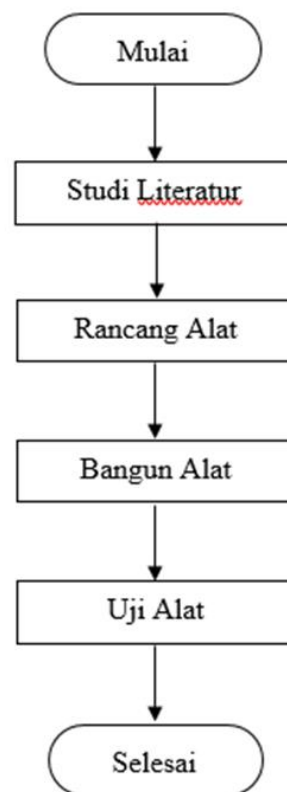 Mulai
Studi Literatur
Rancang Alat
Bangun Alat
Uji Alat
Selesai